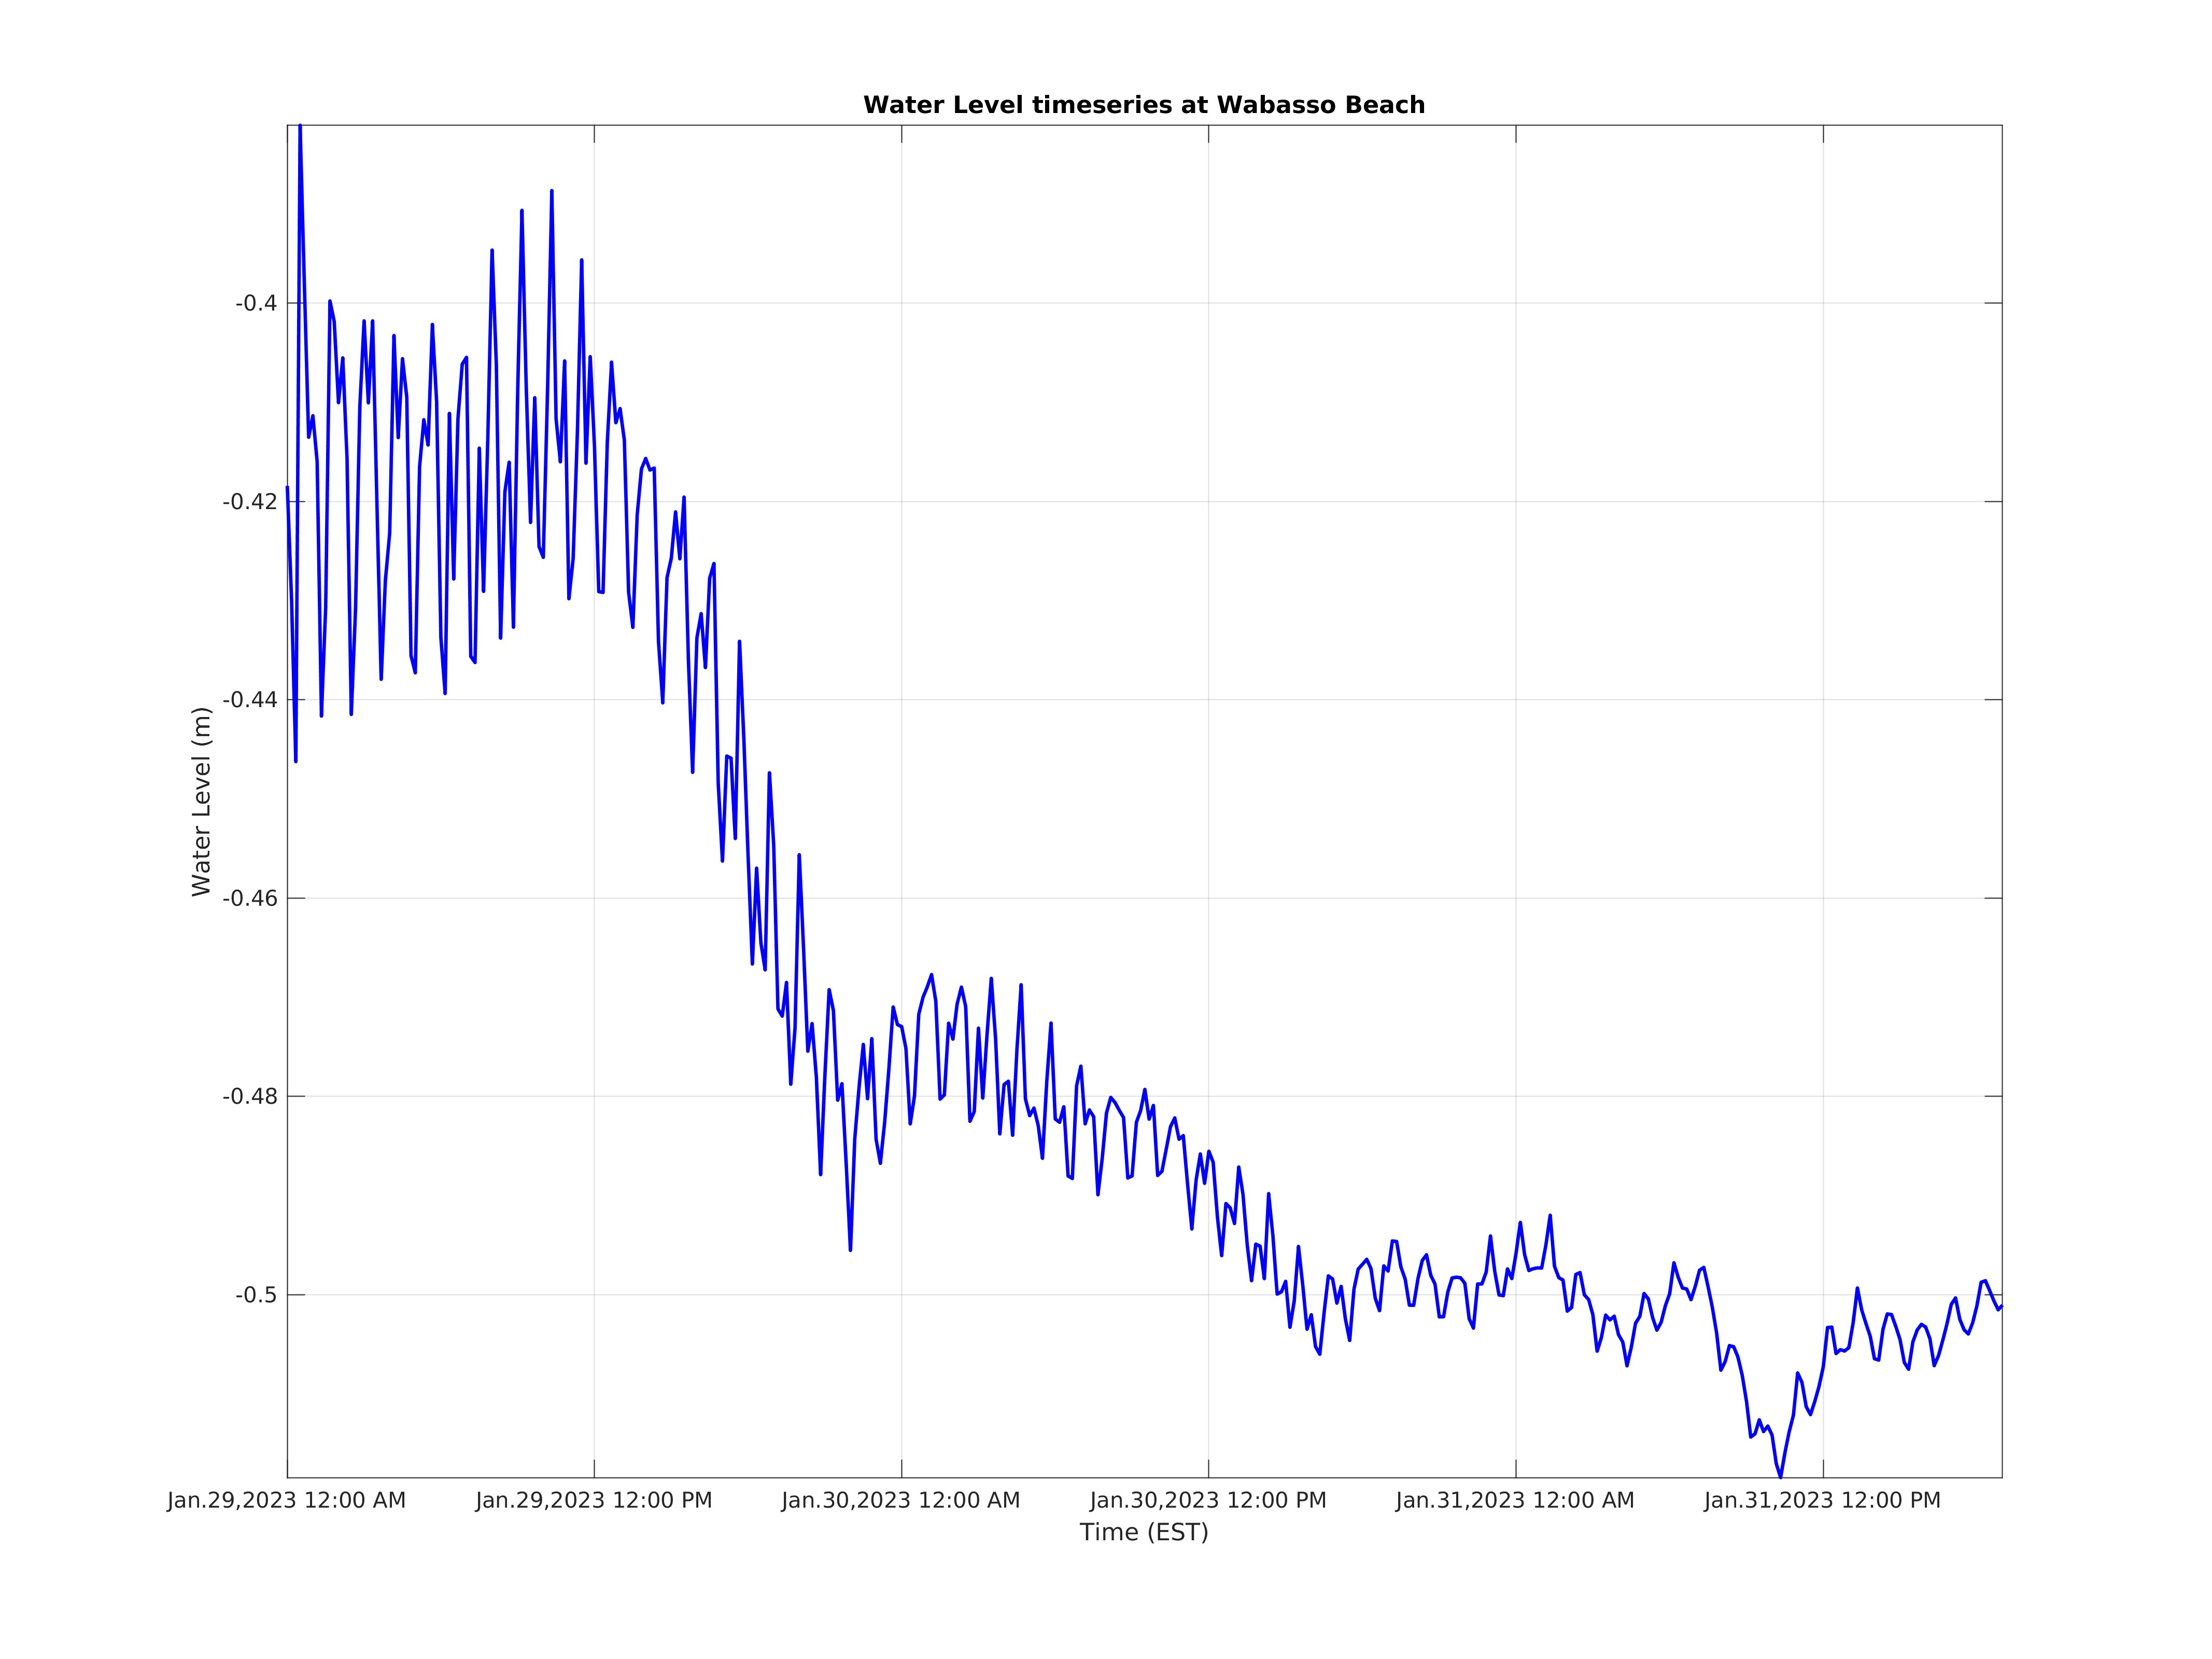 Water Level timeseries at Wabasso Beach
-0.4
-0.42
-0.44
-0.46
-0.48
-0.5
Water Level (m)
Jan.29,2023 12:00 AM
Jan.29,2023 12:00 PM
Jan.30,2023 12:00 AM
Jan.30,2023 12:00 PM
Jan.31,2023 12:00 AM
Jan.31,2023 12:00 PM
Time (EST)